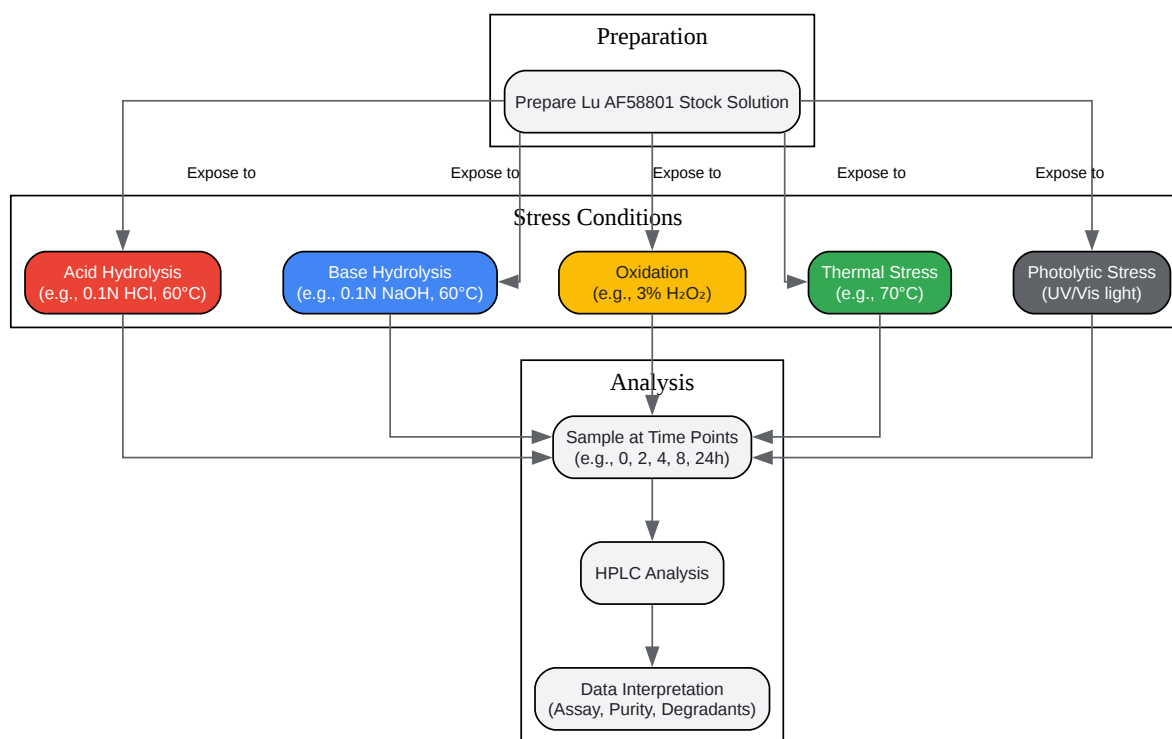 Preparation
Prepare Lu AF58801 Stock Solution
Expose to
Expose to
Expose to
Expose to
Expose to
Stress Conditions
Acid Hydrolysis
(e.g., 0.1N HCl, 60°C)
Base Hydrolysis
(e.g., 0.1N NaOH, 60°C)
Oxidation
(e.g., 3% H₂O₂)
Thermal Stress
(e.g., 70°C)
Photolytic Stress
(UV/Vis light)
Analysis
Sample at Time Points
(e.g., 0, 2, 4, 8, 24h)
HPLC Analysis
Data Interpretation
(Assay, Purity, Degradants)